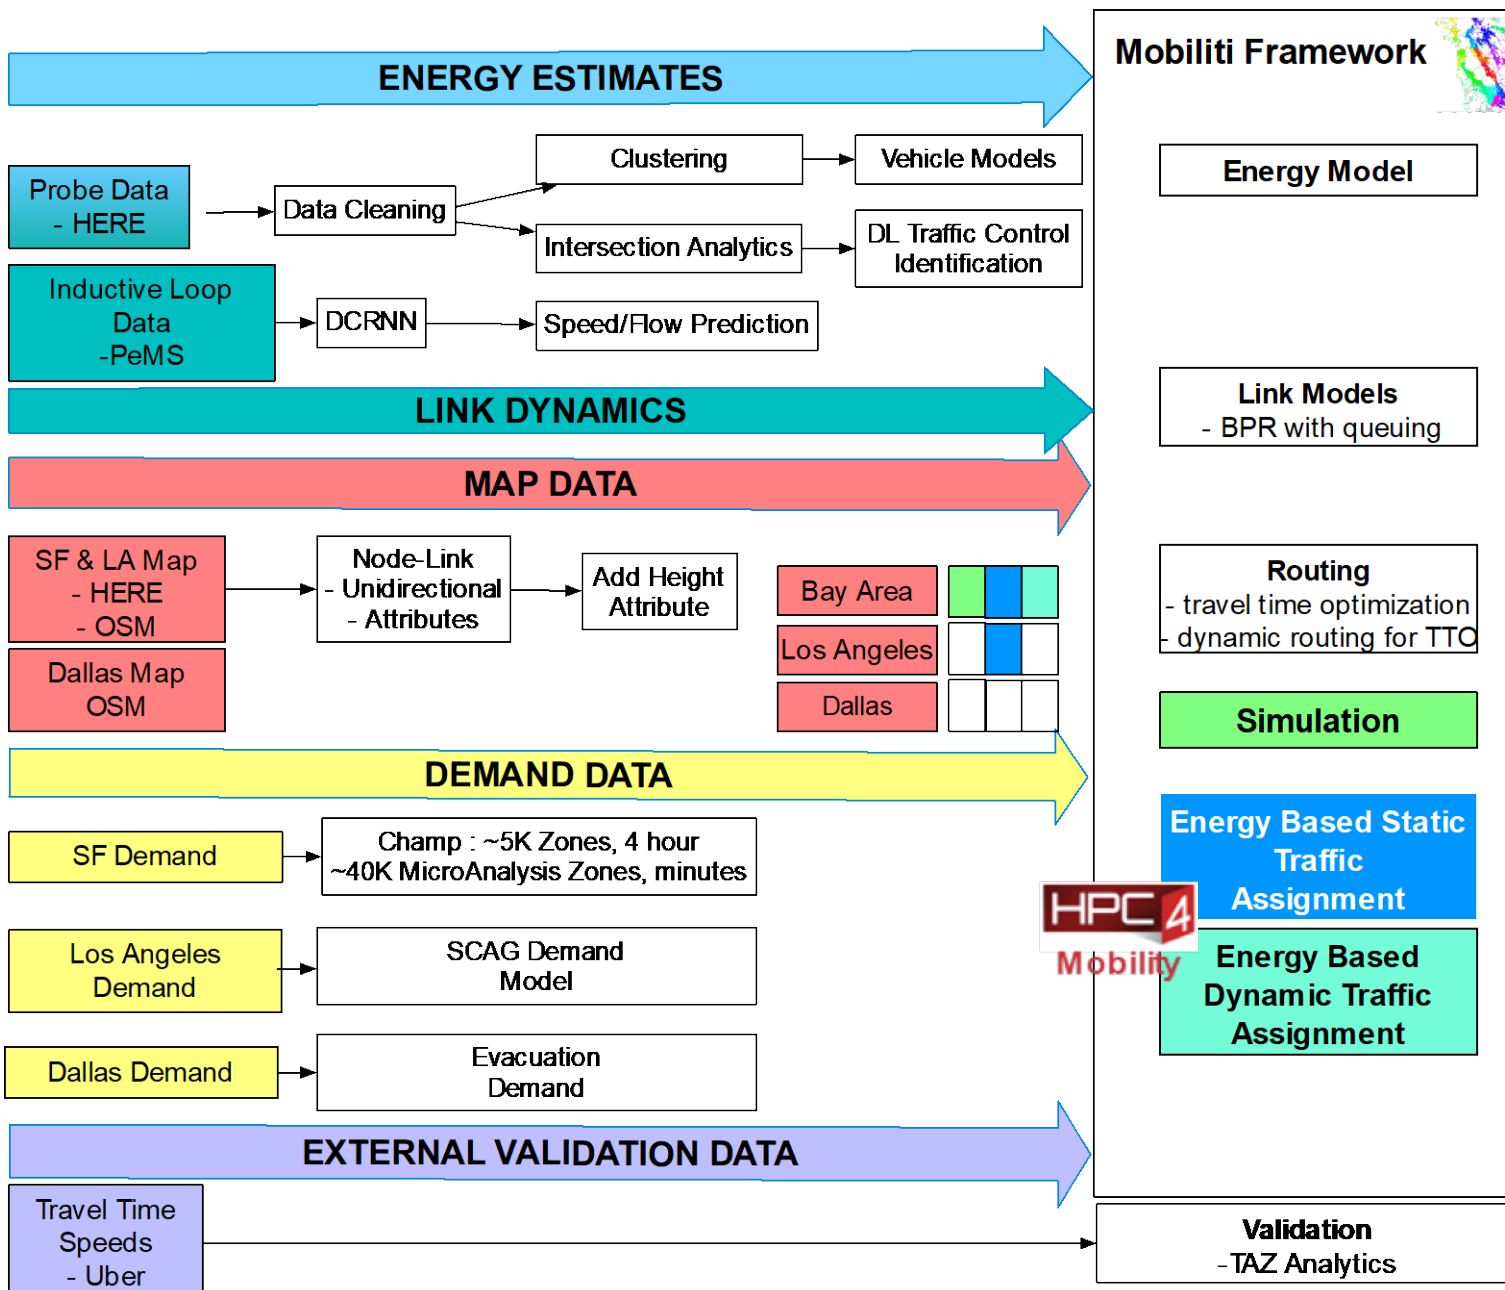 ENERGY ESTIMATES
Mobiliti Framework
Probe Data
- HERE
Data Cleaning
Clustering
Vehicle Models
Intersection Analytics
DL Traffic Control
Identification
Energy Model
Inductive Loop
Data
-PeMS
DCRNN
Speed/Flow Prediction
LINK DYNAMICS
Link Models
- BPR with queuing
MAP DATA
SF & LA Map
- HERE
- OSM
Node-Link
- Unidirectional
- Attributes
Add Height
Attribute
Dallas Map
OSM
Bay Area
Los Angeles
Dallas
Routing
- travel time optimization
- dynamic routing for TTO
Simulation
DEMAND DATA
SF Demand
Champ : ~5K Zones, 4 hour
~40K MicroAnalysis Zones, minutes
Energy Based Static
Traffic
Assignment
HPC4
Mobility
Los Angeles
Demand
SCAG Demand
Model
Energy Based
Dynamic Traffic
Assignment
Dallas Demand
Evacuation
Demand
EXTERNAL VALIDATION DATA
Travel Time
Speeds
- Uber
Validation
-TAZ Analytics